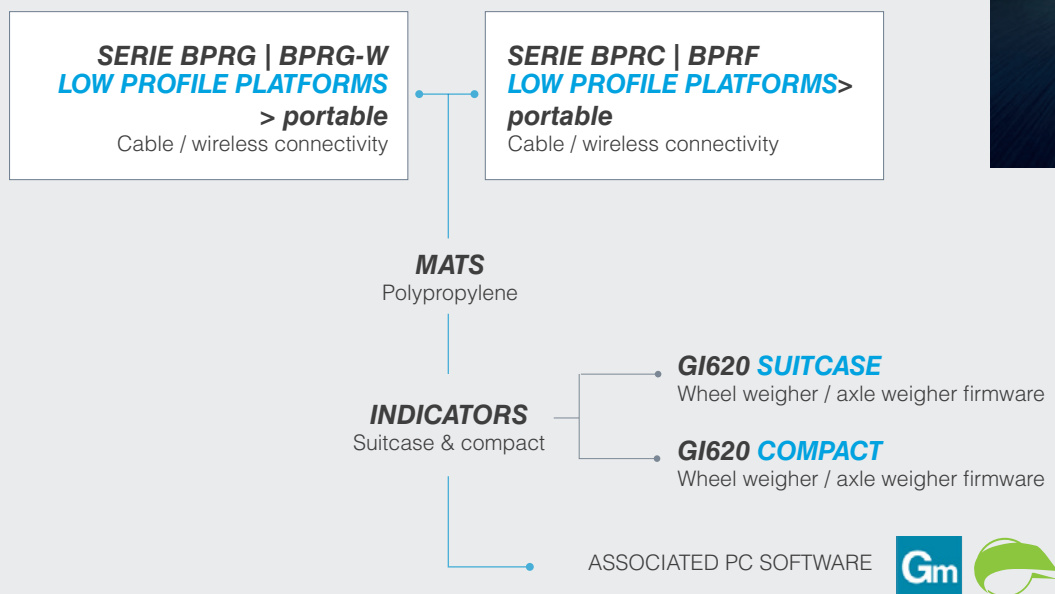 SERIE BPRG | BPRG-W
LOW PROFILE PLATFORMS
> portable
Cable / wireless connectivity
SERIE BPRC | BPRF
LOW PROFILE PLATFORMS>
portable
Cable / wireless connectivity
MATS
Polypropylene
INDICATORS
Suitcase & compact
GI620 SUITCASE
Wheel weigher / axle weigher firmware
GI620 COMPACT
Wheel weigher / axle weigher firmware
ASSOCIATED PC SOFTWARE
Gm